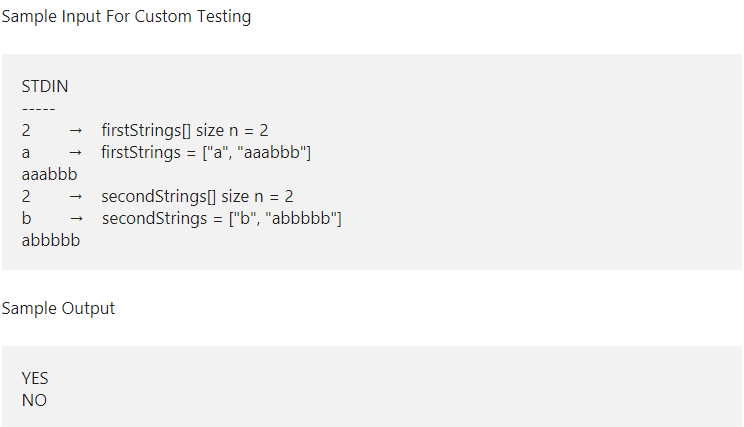 Sample Input For Custom Testing
STDIN
-----
2 → firstStrings[] size n = 2
a → firstStrings = ["a", "aaabbb"]
aaabbb
2 → secondStrings[] size n = 2
b → secondStrings = ["b", "abbbbb"]
abbbbb
Sample Output
YES
NO